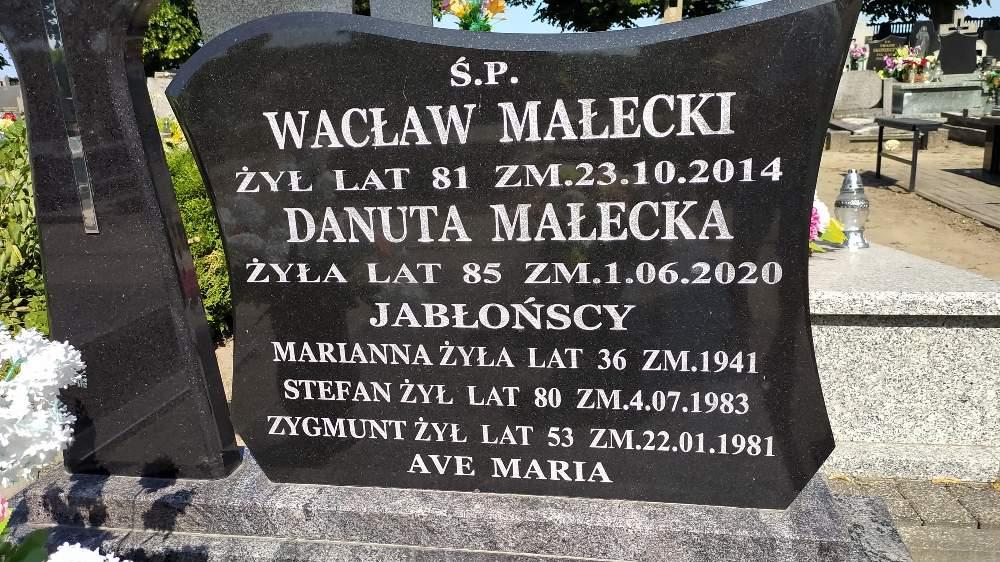 Ś.P.
WACŁAW MAŁECKI
ŻYŁ LAT 81 ZM.23.10.2014
DANUTA MAŁECKA
ŻYŁA LAT 85 ZM.1.06.2020
JABŁOŃSCY
MARIANNA ŻYŁA LAT 36 ZM.1941
STEFAN ŻYŁ LAT 80 ZM.4.07.1983
ZYGMUNT ŻYŁ LAT 53 ZM.22.01.1981
AVE MARIA